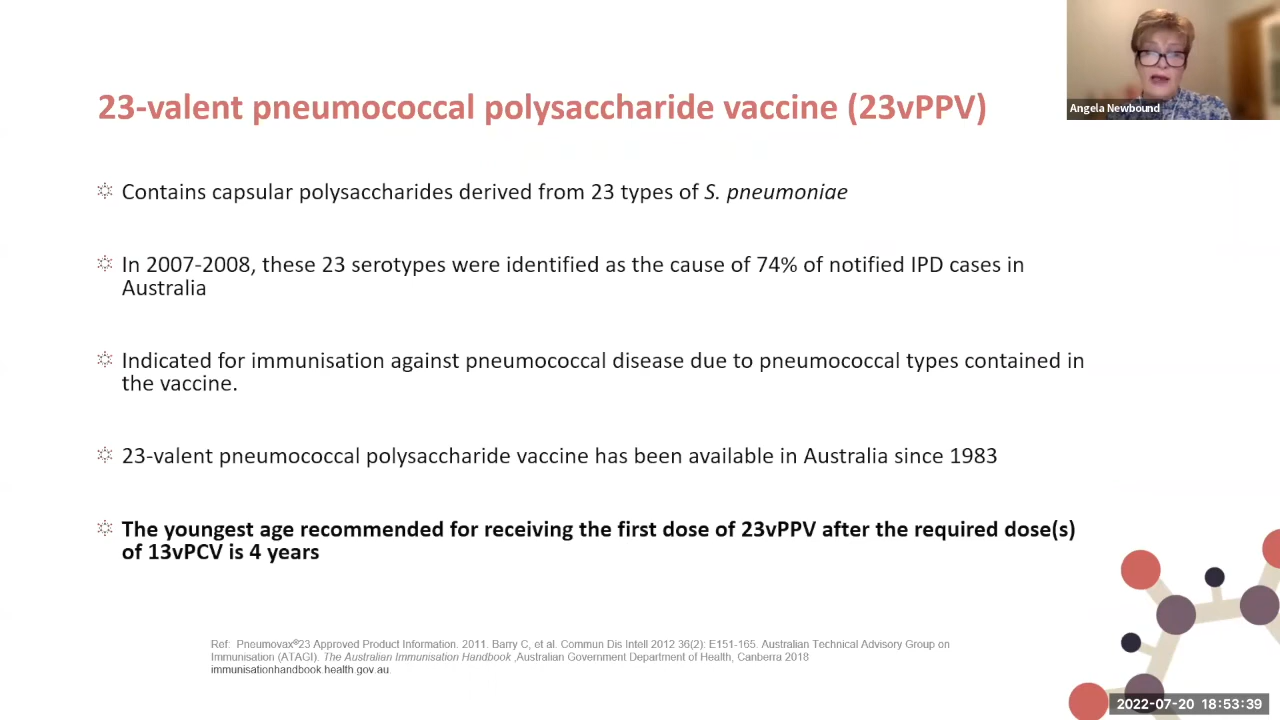 23-valent pneumococcal polysaccharide vaccine (23vPPV)
Angela Newbound
Contains capsular polysaccharides derived from 23 types of S. pneumoniae
In 2007-2008, these 23 serotypes were identified as the cause of 74% of notified IPD cases in
Australia
Indicated for immunisation against pneumococcal disease due to pneumococcal types contained in
the vaccine.
23-valent pneumococcal polysaccharide vaccine has been available in Australia since 1983
The youngest age recommended for receiving the first dose of 23vPPV after the required dose(s)
of 13vPCV is 4 years
Ref: Pneumovax®23 Approved Product Information. 2011. Barry C, et al. Commun Dis Intell 2012 36(2): E151-165. Australian Technical Advisory Group on
Immunisation (ATAGI). The Australian Immunisation Handbook ,Australian Government Department of Health, Canberra 2018
immunisationhandbook.health.gov.au.
2022-07-20 18:53:39